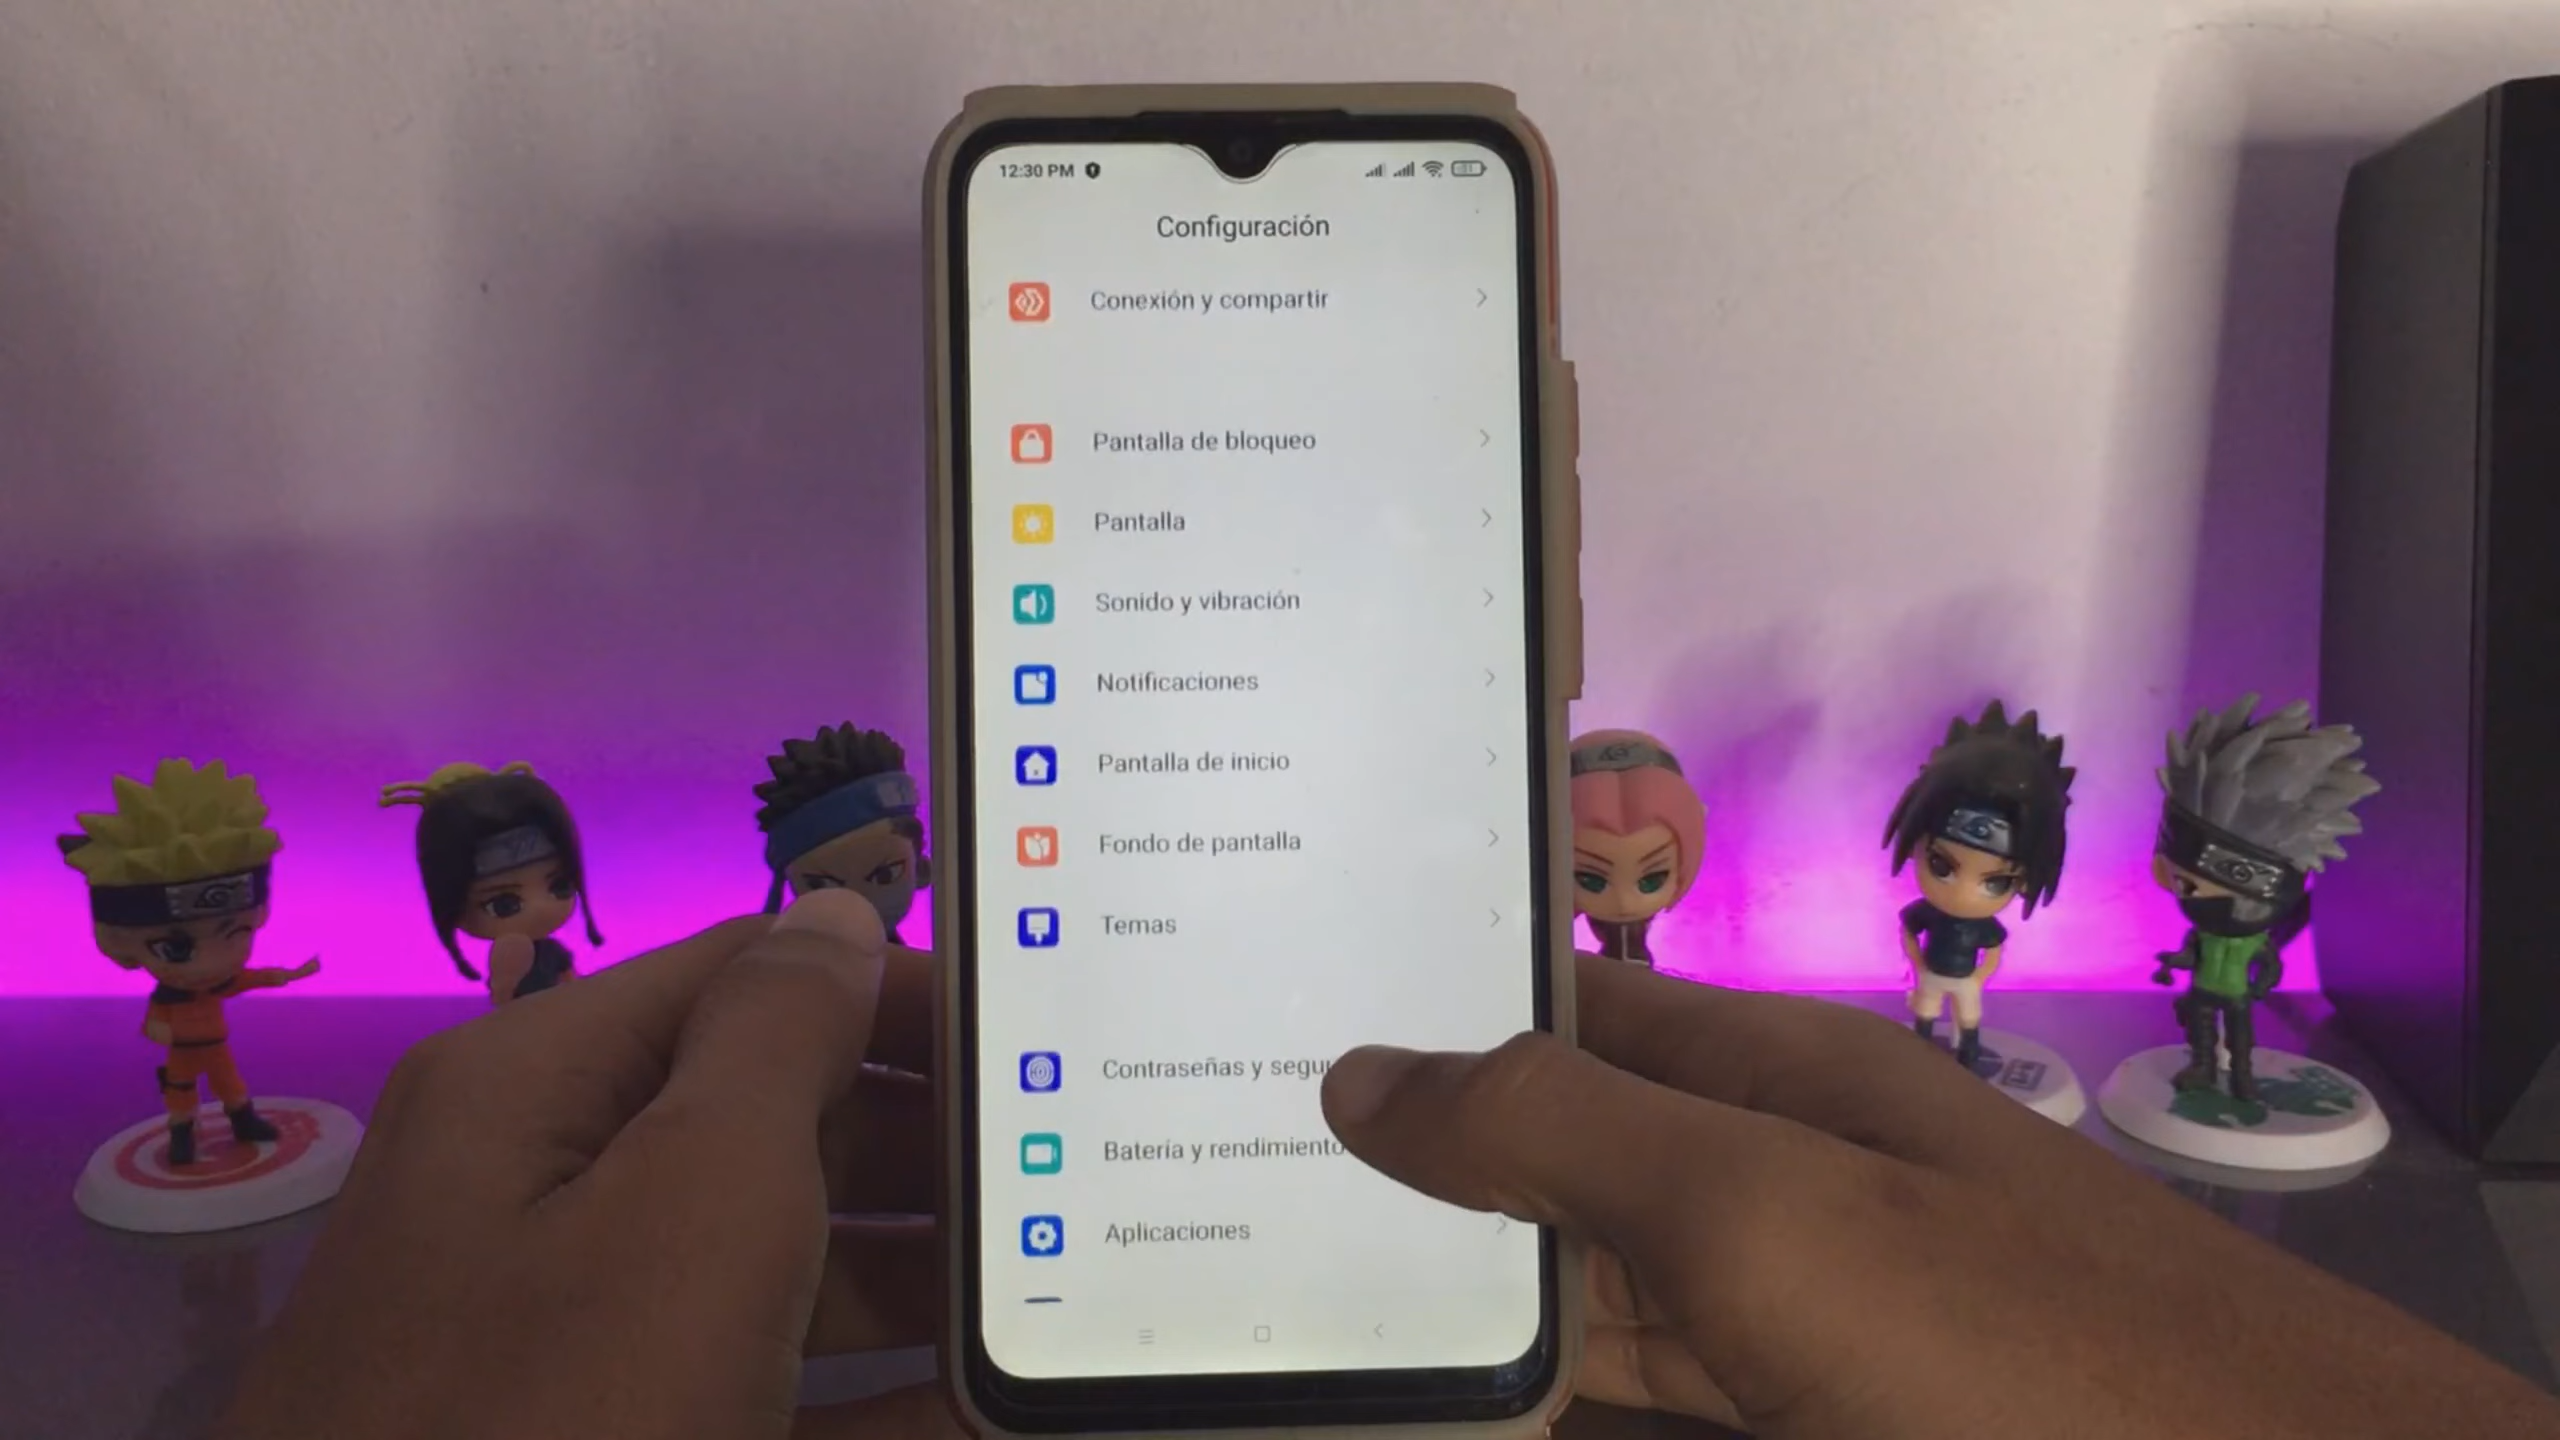 12:30 PM
Configuración
Conexión y compartir
Pantalla de bloqueo
Pantalla
Sonido y vibración
Notificaciones
Pantalla de inicio
Fondo de pantalla
Temas
Contraseñas y segu
Batería y rendimiento
Aplicaciones